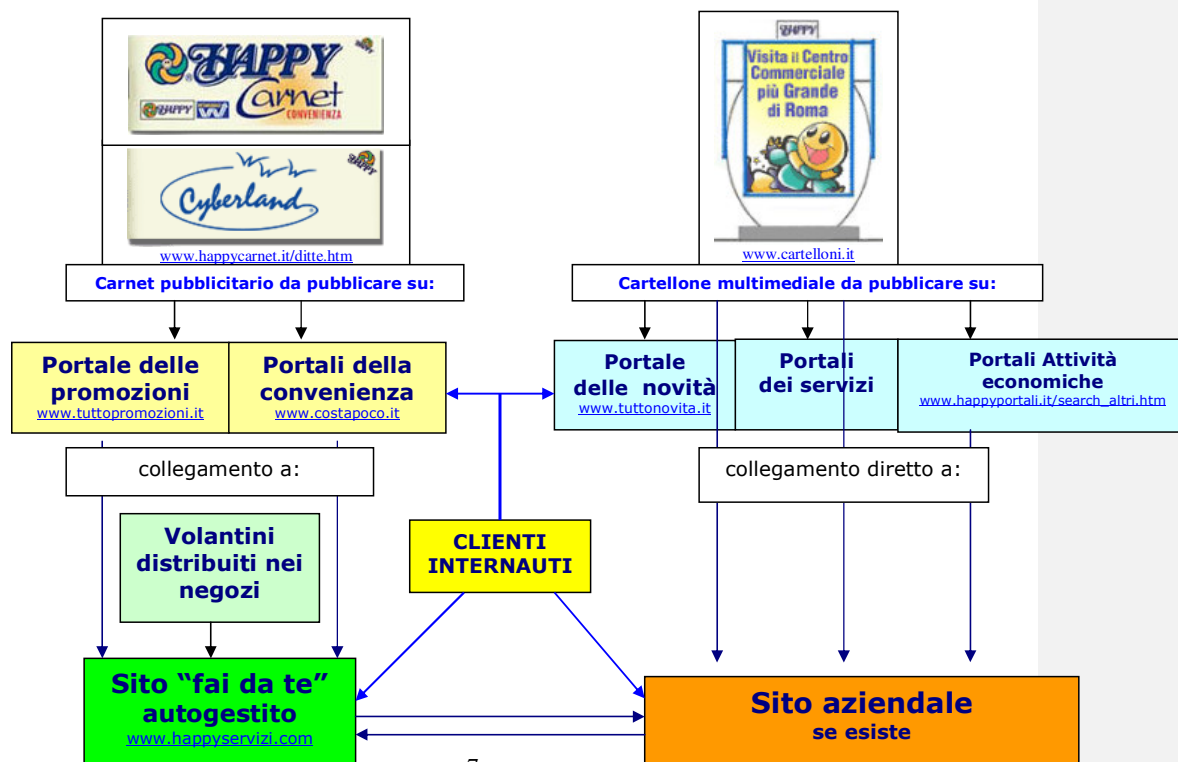 HAPPY
Carnet
CONVENIENZA
HAPPY
www
Cyberland
HAPPY
www.happycarnet.it/ditte.htm
HAPPY
Visita il Centro
Commerciale
più Grande
di Roma
www.cartelloni.it
Carnet pubblicitario da pubblicare su:
Cartellone multimediale da pubblicare su:
Portale delle
promozioni
www.tuttopromozioni.it
Portali della
convenienza
www.costapoco.it
Portale
delle novità
www.tuttonovita.it
Portali
dei servizi
Portali Attività
economiche
www.happyportali.it/search_altri.htm
collegamento a:
collegamento diretto a:
Volantini
distribuiti nei
negozi
CLIENTI
INTERNAUTI
Sito “fai da te”
autogestito
www.happyservizi.com
Sito aziendale
se esiste